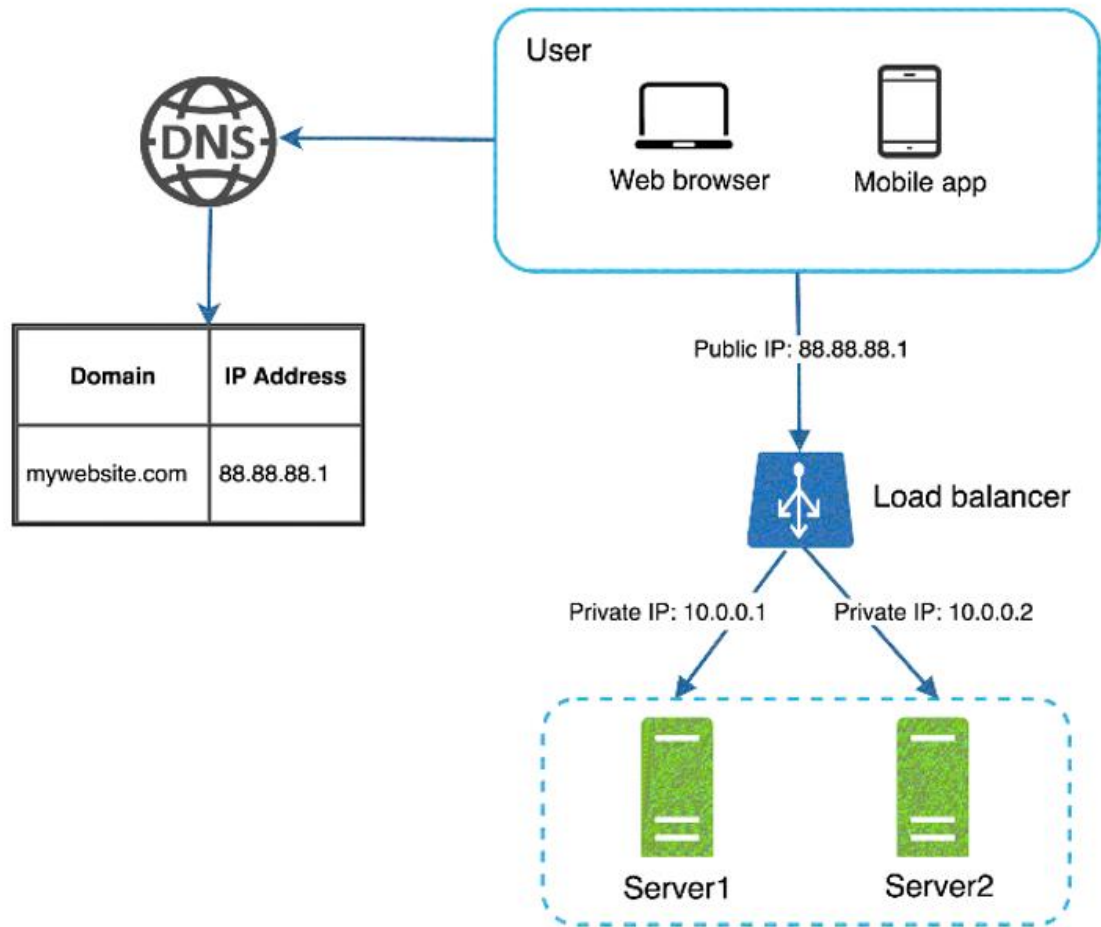 User
DNS
Web browser
Mobile app
Domain
IP Address
mywebsite.com
88.88.88.1
Public IP: 88.88.88.1
Load balancer
Private IP: 10.0.0.1
Private IP: 10.0.0.2
Server1
Server2